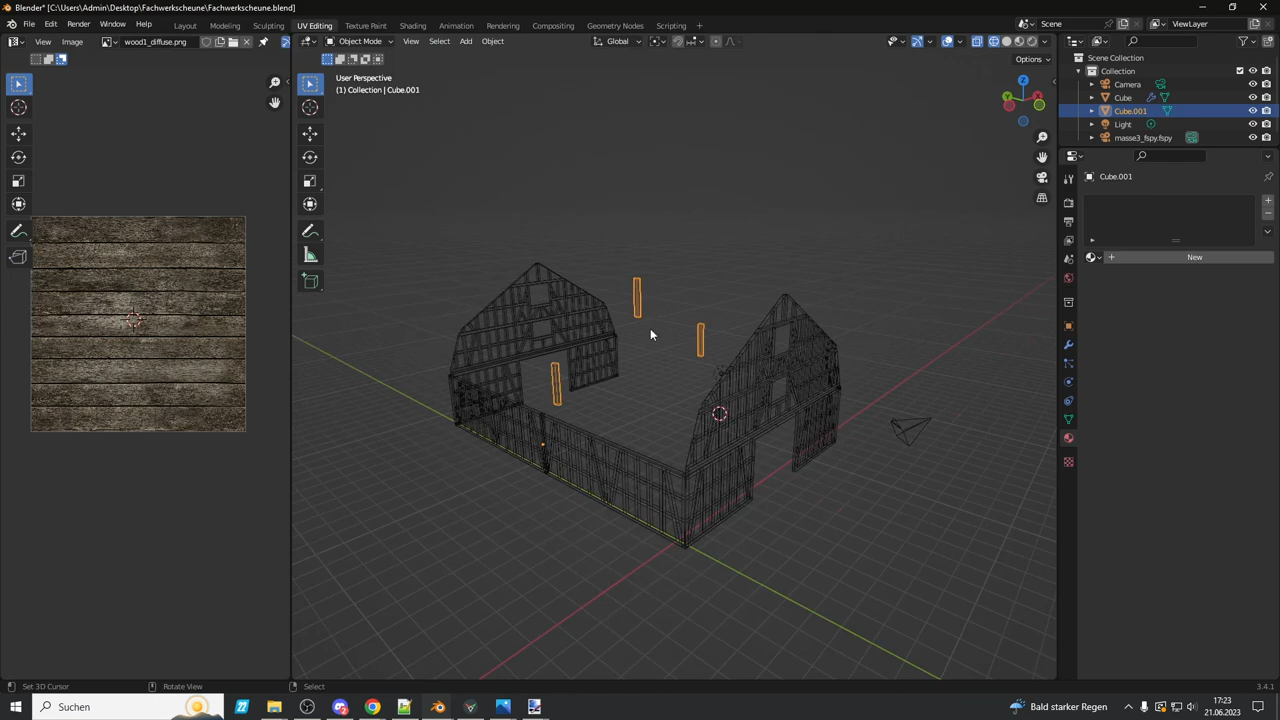 Blender* [C:\Users\Admin\Desktop\Fachwerkscheune\Fachwerkscheune.blend]
File Edit Render Window Help Layout Modeling Sculpting UV Editing Texture Paint Shading Animation Rendering Compositing Geometry Nodes Scripting + Scene ViewLayer
View Image wood1_diffuse.png Object Mode View Select Add Object Global
Options
User Perspective
(1) Collection | Cube.001
Z
Y
X
Scene Collection
Collection
Camera
Cube
Cube.001
Light
masse3_fspy.fspy
Cube.001
New
Set 3D Cursor Rotate View Select 3.4.1
Suchen
Bald starker Regen
17:23
21.06.2023